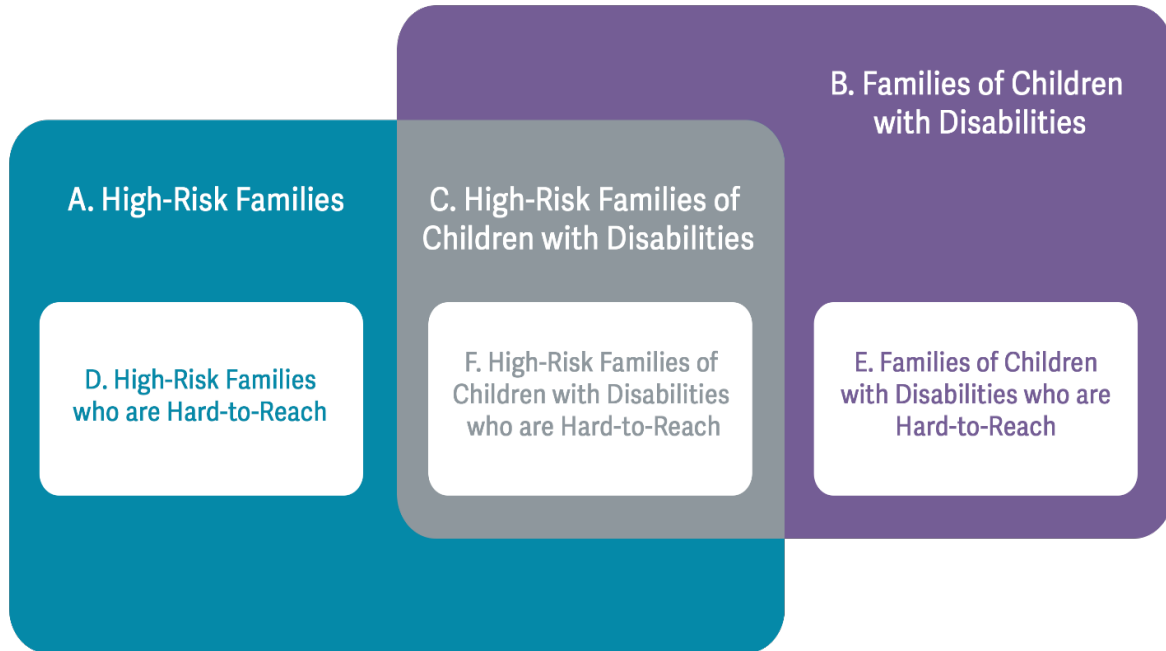 B. Families of Children
with Disabilities
A. High-Risk Families
C. High-Risk Families of
Children with Disabilities
D. High-Risk Families
who are Hard-to-Reach
F. High-Risk Families of
Children with Disabilities
who are Hard-to-Reach
E. Families of Children
with Disabilities who are
Hard-to-Reach